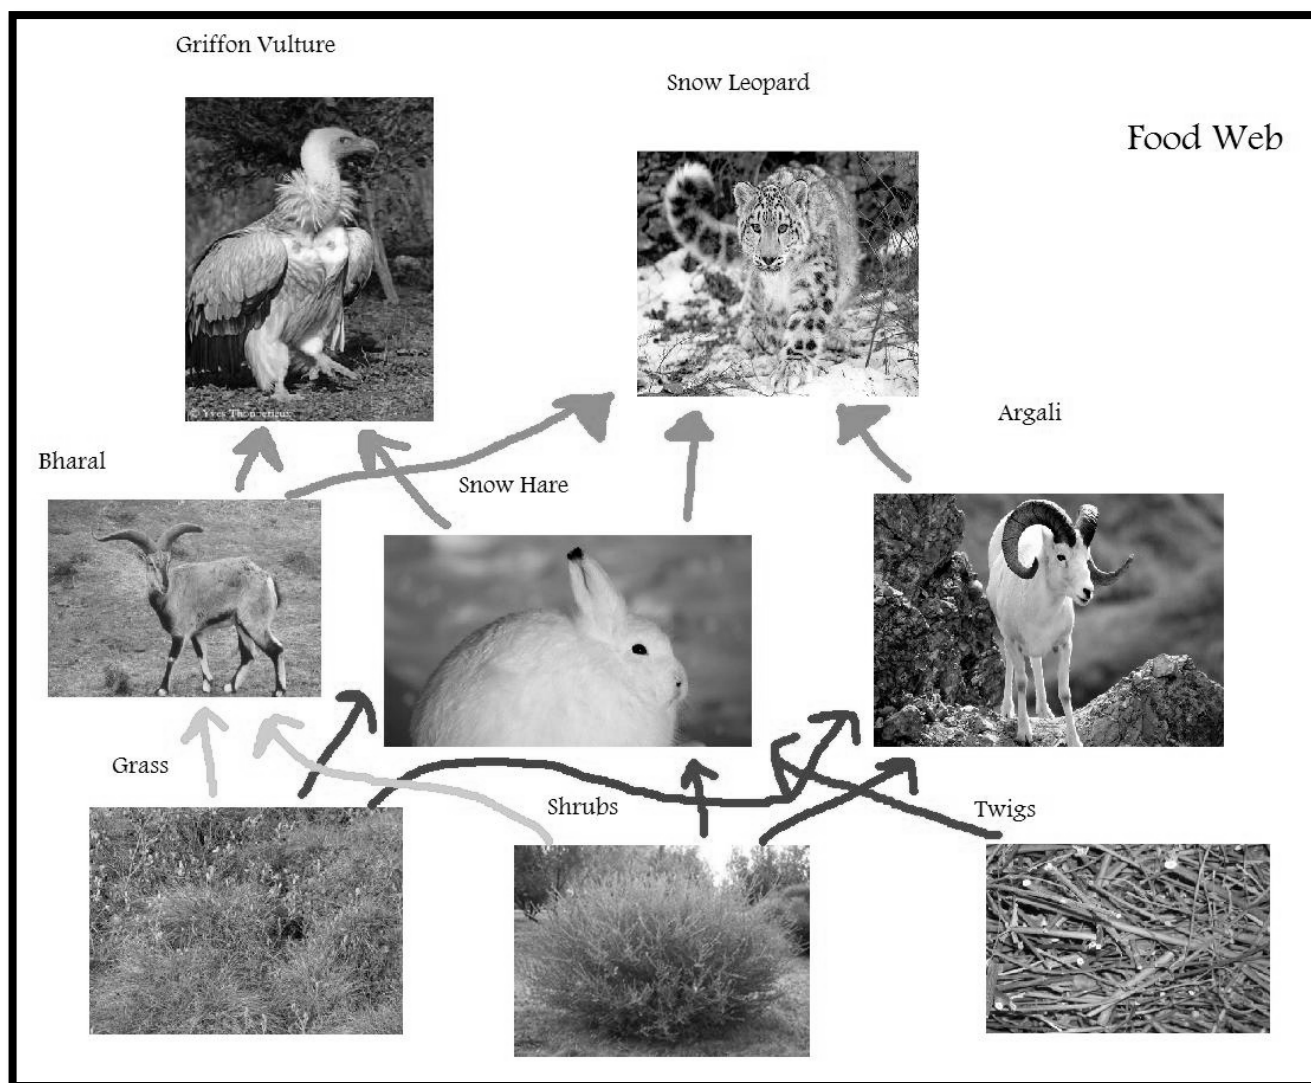 Griffon Vulture
Snow Leopard
Food Web
Argali
Bharal
Snow Hare
Grass
Shrubs
Twigs